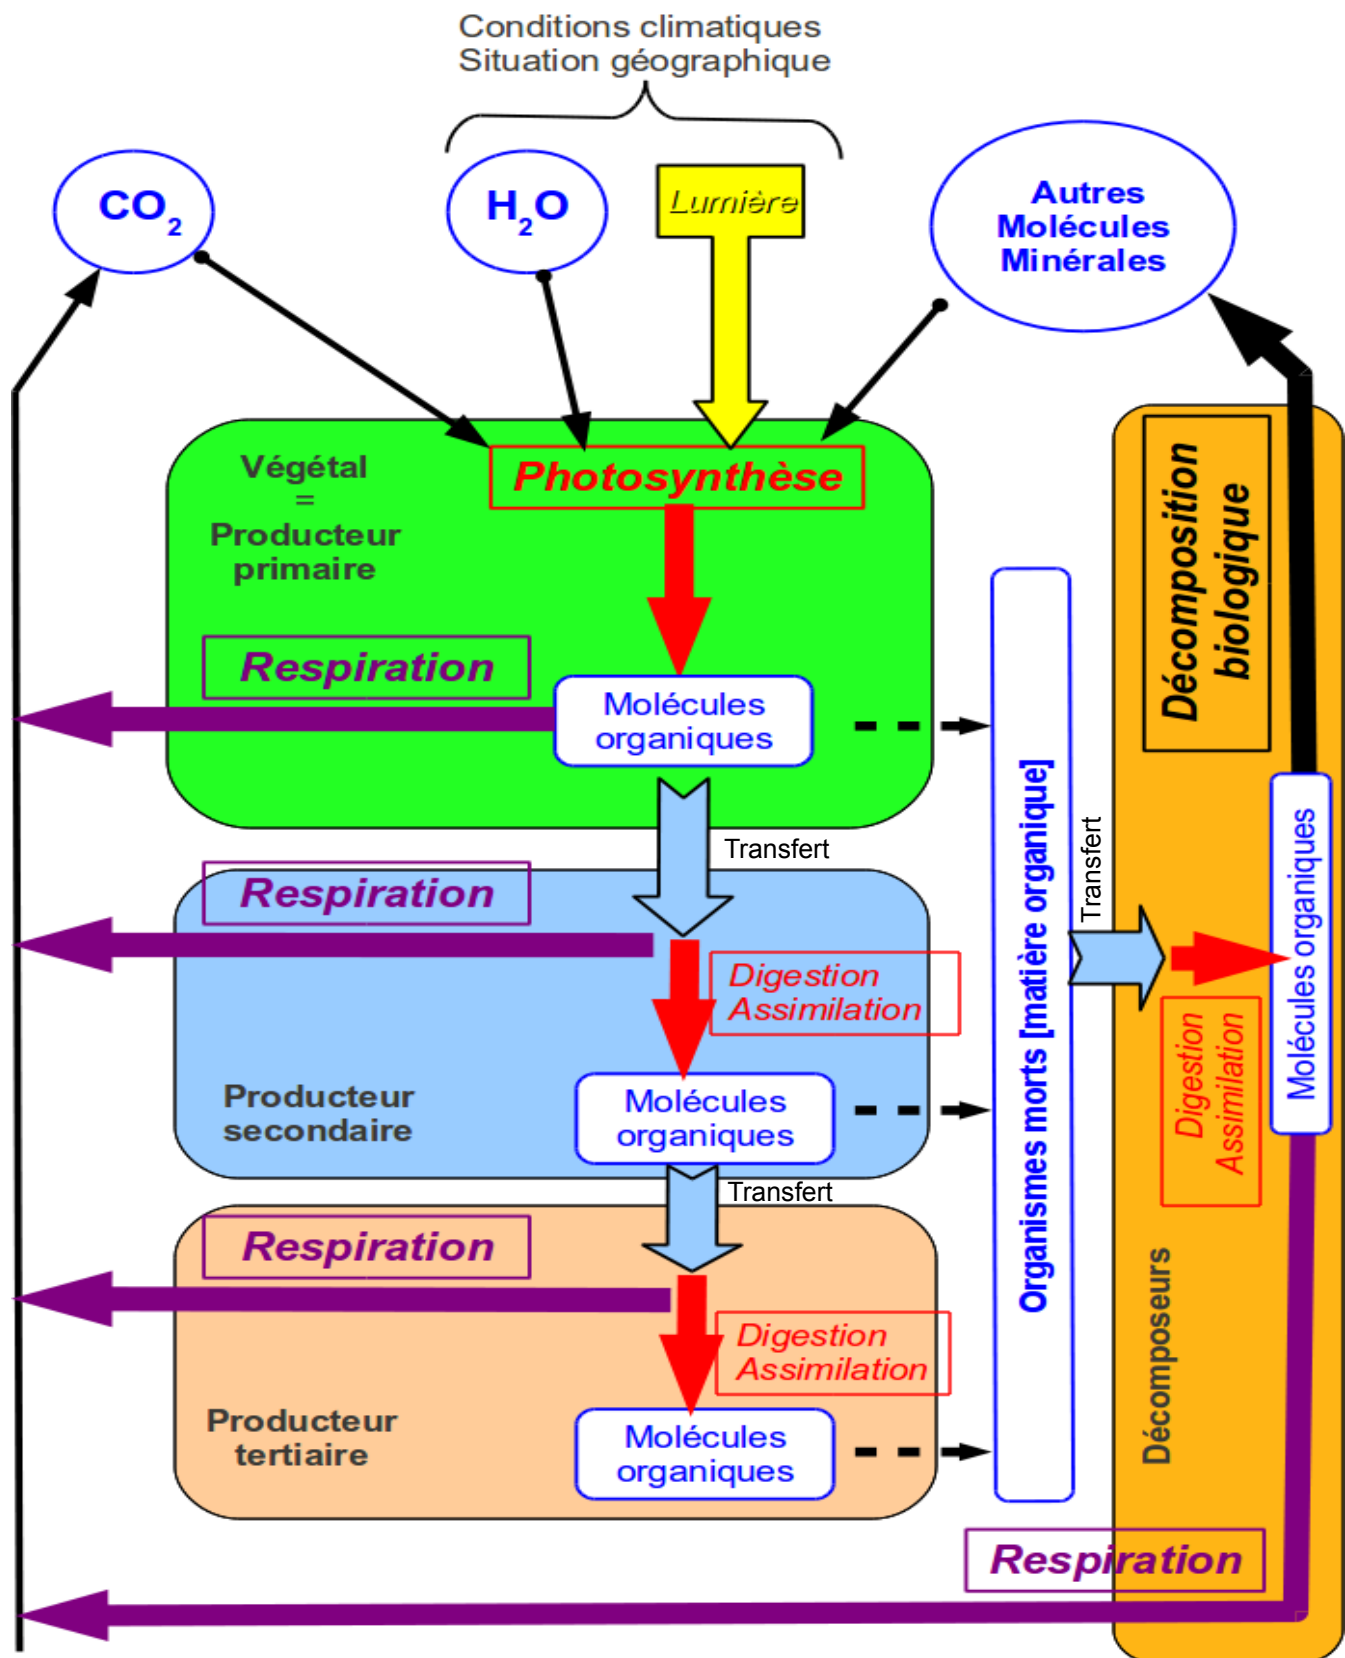 Conditions climatiques
Situation géographique
CO2
H2O
Lumière
Autres
Molécules
Minérales
Végétal
=
Producteur
primaire
Photosynthèse
Respiration
Molécules
organiques
Transfert
Respiration
Digestion
Assimilation
Producteur
secondaire
Molécules
organiques
Transfert
Respiration
Digestion
Assimilation
Producteur
tertiaire
Molécules
organiques
Organismes morts [matière organique]
Transfert
Décomposition
biologique
Molécules organiques
Digestion
Assimilation
Décomposeurs
Respiration